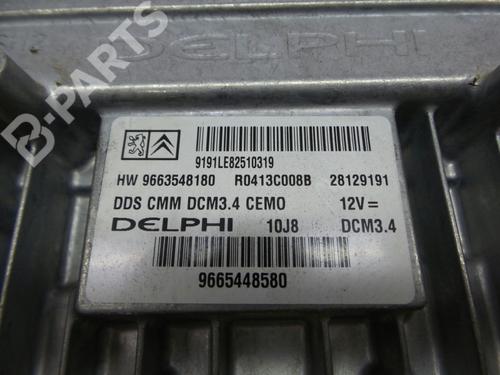 DELPHI
9191LE82510319
HW 9663548180 R0413C008B 28129191
DDS CMM DCM3.4 CEMO 12V=
DELPHI 10J8 DCM3.4
9665448580
B-PARTS